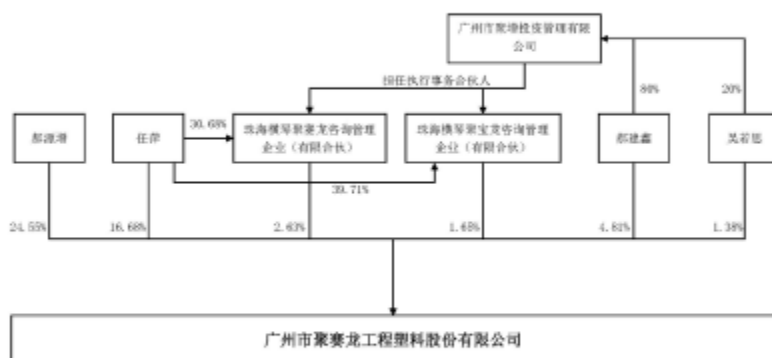 广州市聚增投资管理有限
公司
担任执行事务合伙人
80%
20%
郝源增
任萍
30.68%
珠海横琴聚赛龙咨询管理
企业（有限合伙）
珠海横琴聚宝龙咨询管理
企业（有限合伙）
郝建鑫
吴若思
39.71%
24.55%
16.68%
2.63%
1.65%
4.81%
1.38%
广州市聚赛龙工程塑料股份有限公司